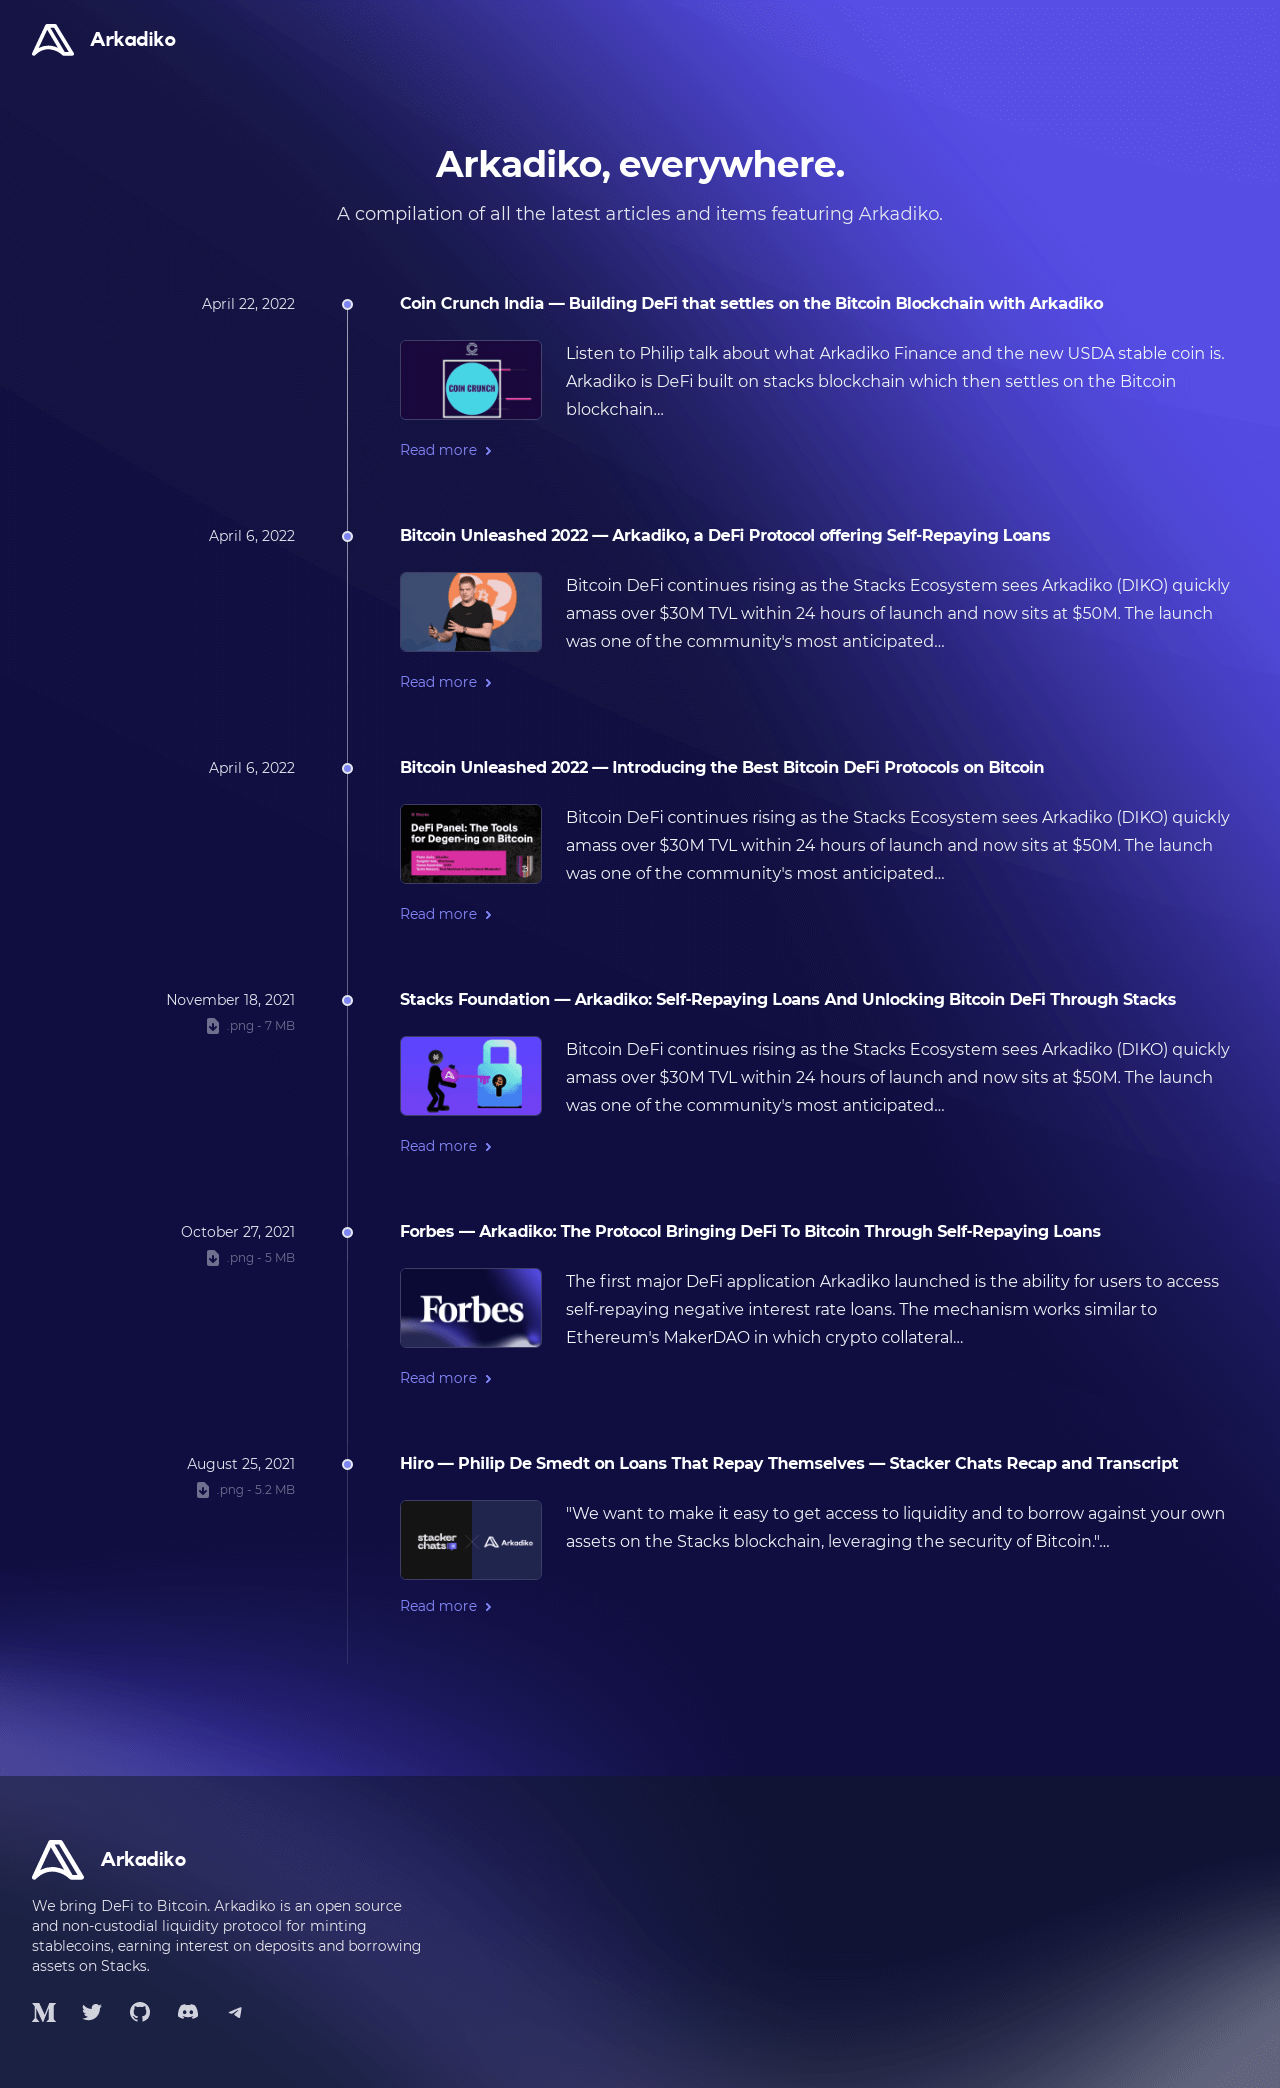 Arkadiko
Arkadiko, everywhere.
A compilation of all the latest articles and items featuring Arkadiko.
April 22, 2022
Coin Crunch India — Building DeFi that settles on the Bitcoin Blockchain with Arkadiko
COIN CRUNCH
Listen to Philip talk about what Arkadiko Finance and the new USDA stable coin is.
Arkadiko is DeFi built on stacks blockchain which then settles on the Bitcoin
blockchain...
Read more
April 6, 2022
Bitcoin Unleashed 2022 — Arkadiko, a DeFi Protocol offering Self-Repaying Loans
Bitcoin DeFi continues rising as the Stacks Ecosystem sees Arkadiko (DIKO) quickly
amass over $30M TVL within 24 hours of launch and now sits at $50M. The launch
was one of the community's most anticipated...
Read more
April 6, 2022
Bitcoin Unleashed 2022 — Introducing the Best Bitcoin DeFi Protocols on Bitcoin
DeFi Panel: The Tools
for Degen-ing on Bitcoin
Bitcoin DeFi continues rising as the Stacks Ecosystem sees Arkadiko (DIKO) quickly
amass over $30M TVL within 24 hours of launch and now sits at $50M. The launch
was one of the community's most anticipated...
Read more
November 18, 2021
.png - 7 MB
Stacks Foundation — Arkadiko: Self-Repaying Loans And Unlocking Bitcoin DeFi Through Stacks
Bitcoin DeFi continues rising as the Stacks Ecosystem sees Arkadiko (DIKO) quickly
amass over $30M TVL within 24 hours of launch and now sits at $50M. The launch
was one of the community's most anticipated...
Read more
October 27, 2021
.png - 5 MB
Forbes — Arkadiko: The Protocol Bringing DeFi To Bitcoin Through Self-Repaying Loans
Forbes
The first major DeFi application Arkadiko launched is the ability for users to access
self-repaying negative interest rate loans. The mechanism works similar to
Ethereum's MakerDAO in which crypto collateral...
Read more
August 25, 2021
.png - 5.2 MB
Hiro — Philip De Smedt on Loans That Repay Themselves — Stacker Chats Recap and Transcript
stacker
chats
Arkadiko
"We want to make it easy to get access to liquidity and to borrow against your own
assets on the Stacks blockchain, leveraging the security of Bitcoin."...
Read more
Arkadiko
We bring DeFi to Bitcoin. Arkadiko is an open source
and non-custodial liquidity protocol for minting
stablecoins, earning interest on deposits and borrowing
assets on Stacks.